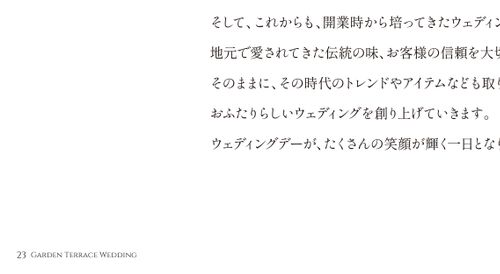 そして、これからも、開業時から培ってきたウェディン
地元で愛されてきた伝統の味、お客様の信頼を大切
そのままに、その時代のトレンドやアイテムなども取り
おふたりらしいウェディングを創り上げていきます。
ウェディングデーが、たくさんの笑顔が輝く一日となり
23 Garden Terrace Wedding